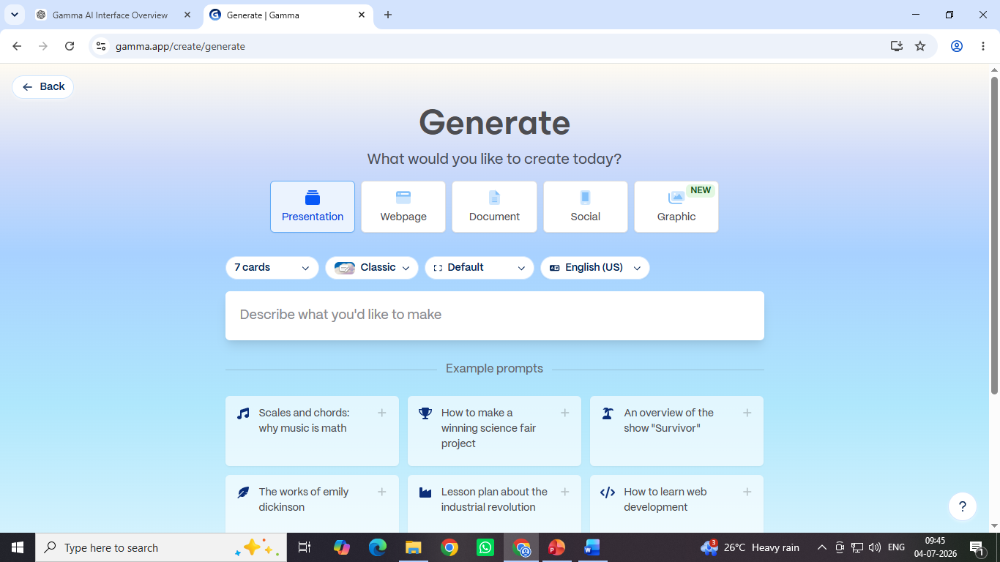 Gamma AI Interface Overview
Generate | Gamma
gamma.app/create/generate
Back
Generate
What would you like to create today?
Presentation
Webpage
Document
Social
Graphic
NEW
7 cards
Classic
Default
English (US)
Describe what you'd like to make
Example prompts
Scales and chords:
why music is math
How to make a
winning science fair
project
An overview of the
show "Survivor"
The works of emily
dickinson
Lesson plan about the
industrial revolution
How to learn web
development
?
Type here to search
3
26°C Heavy rain
ENG
09:45
04-07-2026
1